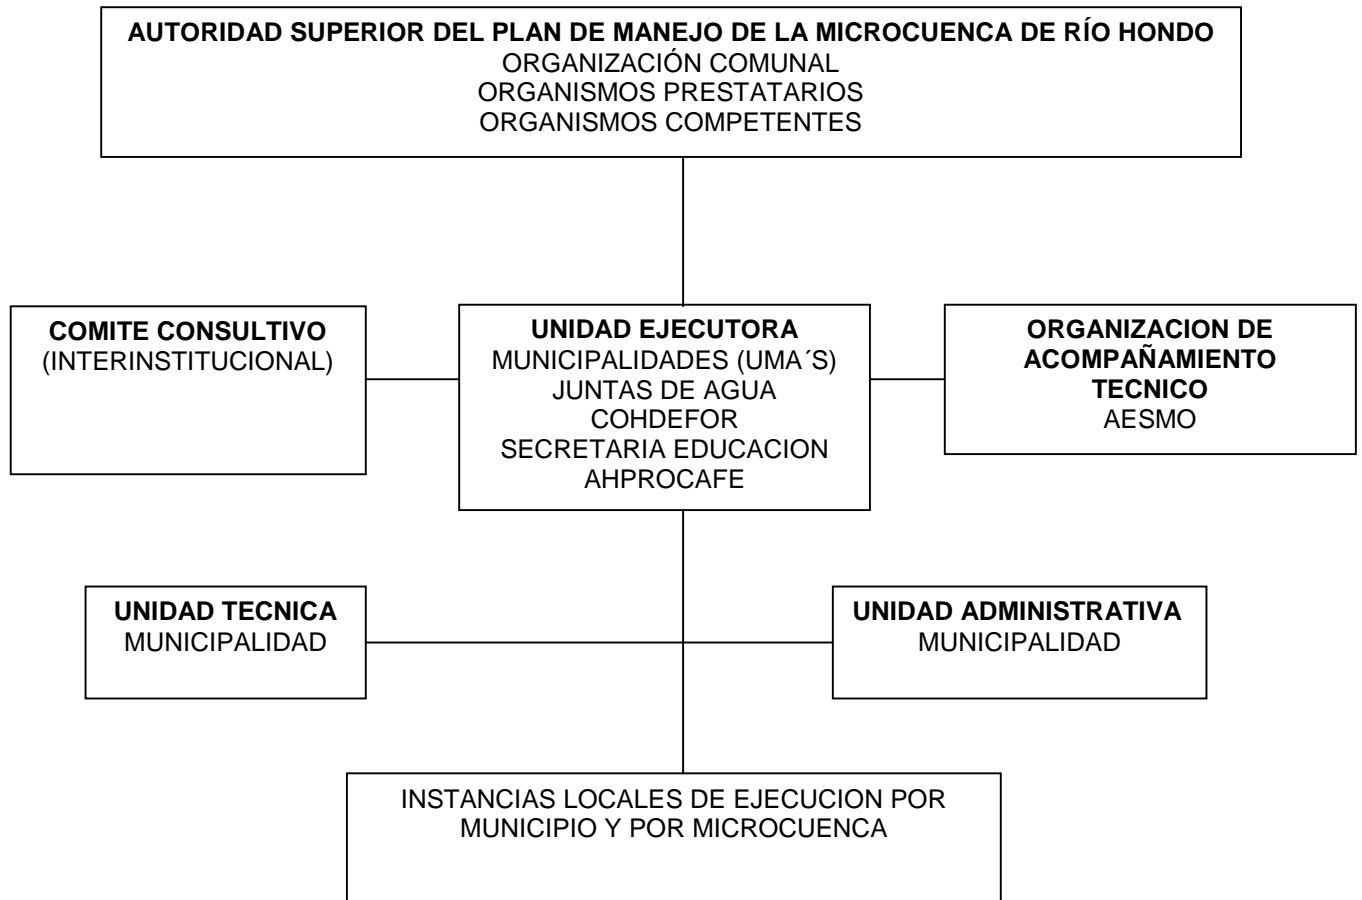 AUTORIDAD SUPERIOR DEL PLAN DE MANEJO DE LA MICROCUENCA DE RÍO HONDO
ORGANIZACIÓN COMUNAL
ORGANISMOS PRESTATARIOS
ORGANISMOS COMPETENTES
COMITE CONSULTIVO
(INTERINSTITUCIONAL)
UNIDAD EJECUTORA
MUNICIPALIDADES (UMA´S)
JUNTAS DE AGUA
COHDEFOR
SECRETARIA EDUCACION
AHPROCAFE
ORGANIZACION DE
ACOMPAÑAMIENTO
TECNICO
AESMO
UNIDAD TECNICA
MUNICIPALIDAD
UNIDAD ADMINISTRATIVA
MUNICIPALIDAD
INSTANCIAS LOCALES DE EJECUCION POR
MUNICIPIO Y POR MICROCUENCA